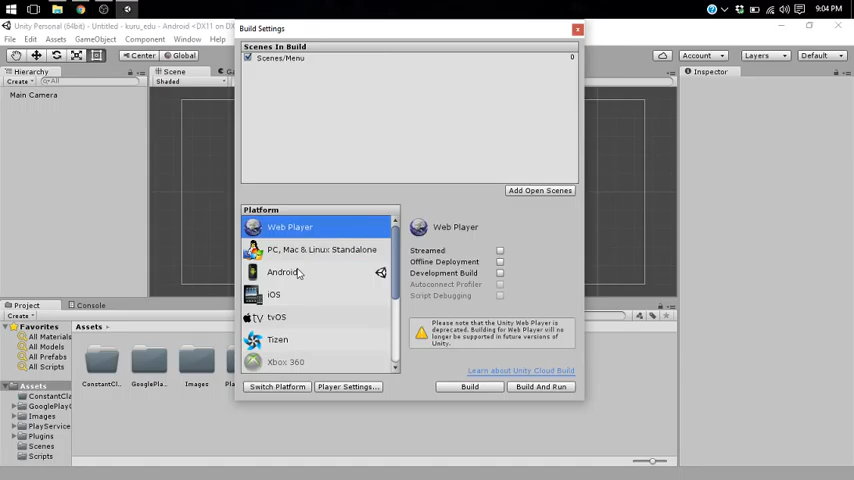 9:04 PM
Unity Personal (64bit) - Untitled - kuru_edu - Android <DX11 on D
Build Settings
File Edit Assets GameObject Component Window Help
Center Global
Account Layers Default
Hierarchy
Scene
Inspector
Create All
Shaded
Main Camera
Scenes In Build
Scenes/Menu 0
Add Open Scenes
Platform
Web Player
PC, Mac & Linux Standalone
Android
iOS
tvOS
Tizen
Xbox 360
Web Player
Streamed
Offline Deployment
Development Build
Autoconnect Profiler
Script Debugging
Please note that the Unity Web Player is
deprecated. Building for Web Player will no
longer be supported in future versions of
Unity.
Learn about Unity Cloud Build
Switch Platform Player Settings... Build Build And Run
Project Console
Create
Favorites
All Materials
All Models
All Prefabs
All Scripts
Assets
ConstantCl
GooglePlayG
Images
PlayService
Plugins
Scenes
Scripts
Assets
ConstantCl... GooglePla... Images